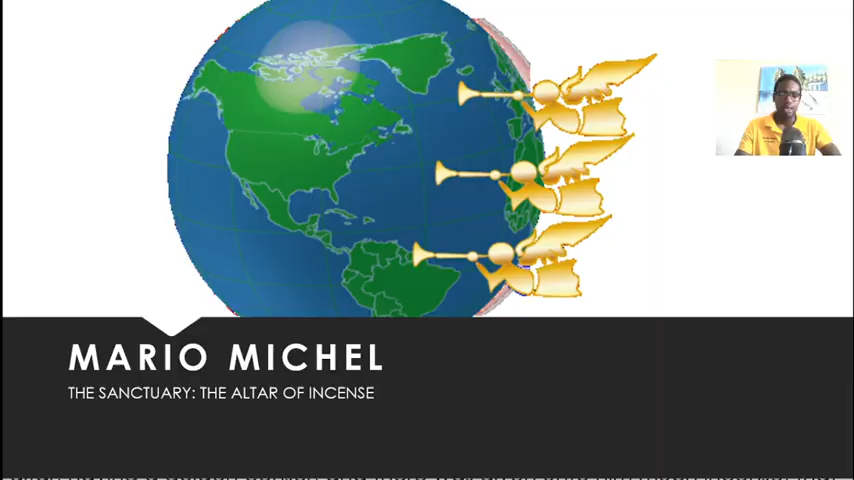 MARIO MICHEL
THE SANCTUARY: THE ALTAR OF INCENSE